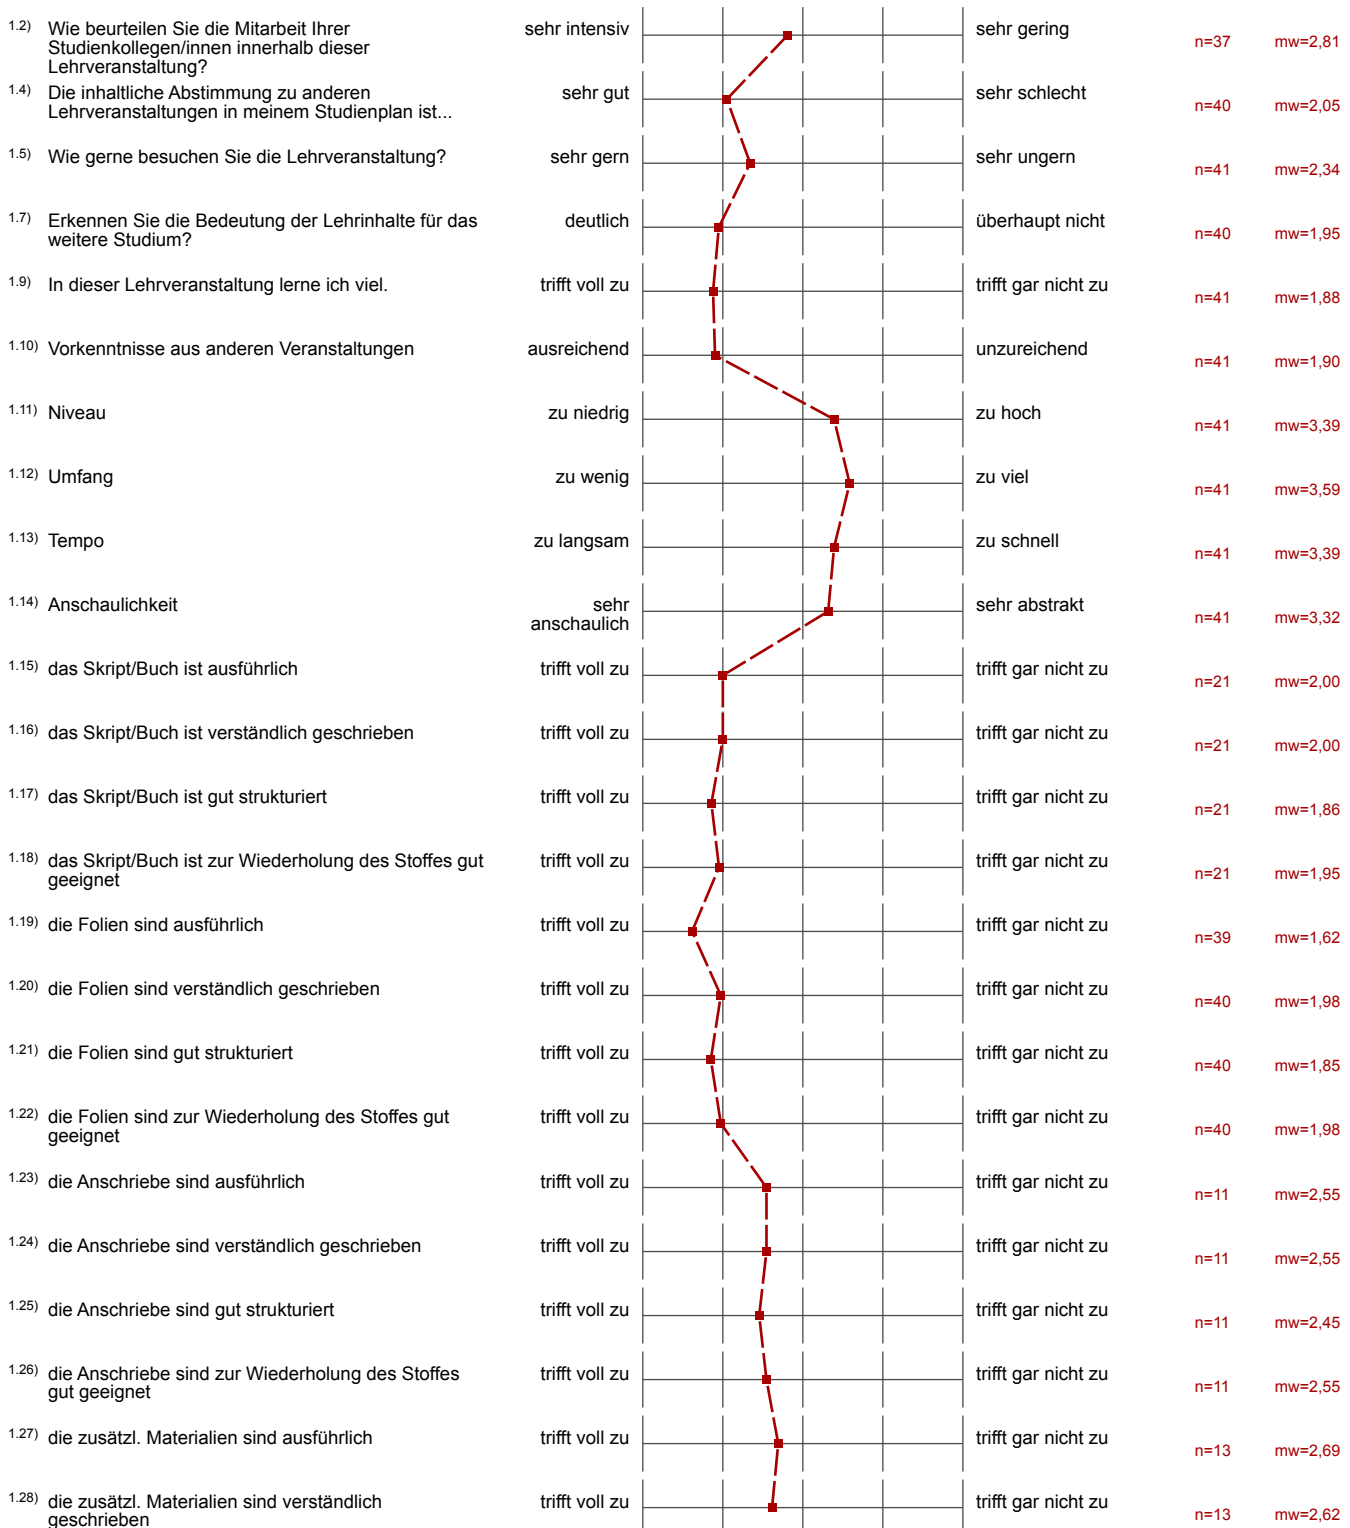 1.2) Wie beurteilen Sie die Mitarbeit Ihrer
Studienkollegen/innen innerhalb dieser
Lehrveranstaltung?
sehr intensiv
sehr gering
n=37 mw=2,81
1.4) Die inhaltliche Abstimmung zu anderen
Lehrveranstaltungen in meinem Studienplan ist...
sehr gut
sehr schlecht
n=40 mw=2,05
1.5) Wie gerne besuchen Sie die Lehrveranstaltung?
sehr gern
sehr ungern
n=41 mw=2,34
1.7) Erkennen Sie die Bedeutung der Lehrinhalte für das
weitere Studium?
deutlich
überhaupt nicht
n=40 mw=1,95
1.9) In dieser Lehrveranstaltung lerne ich viel.
trifft voll zu
trifft gar nicht zu
n=41 mw=1,88
1.10) Vorkenntnisse aus anderen Veranstaltungen
ausreichend
unzureichend
n=41 mw=1,90
1.11) Niveau
zu niedrig
zu hoch
n=41 mw=3,39
1.12) Umfang
zu wenig
zu viel
n=41 mw=3,59
1.13) Tempo
zu langsam
zu schnell
n=41 mw=3,39
1.14) Anschaulichkeit
sehr
anschaulich
sehr abstrakt
n=41 mw=3,32
1.15) das Skript/Buch ist ausführlich
trifft voll zu
trifft gar nicht zu
n=21 mw=2,00
1.16) das Skript/Buch ist verständlich geschrieben
trifft voll zu
trifft gar nicht zu
n=21 mw=2,00
1.17) das Skript/Buch ist gut strukturiert
trifft voll zu
trifft gar nicht zu
n=21 mw=1,86
1.18) das Skript/Buch ist zur Wiederholung des Stoffes gut
geeignet
trifft voll zu
trifft gar nicht zu
n=21 mw=1,95
1.19) die Folien sind ausführlich
trifft voll zu
trifft gar nicht zu
n=39 mw=1,62
1.20) die Folien sind verständlich geschrieben
trifft voll zu
trifft gar nicht zu
n=40 mw=1,98
1.21) die Folien sind gut strukturiert
trifft voll zu
trifft gar nicht zu
n=40 mw=1,85
1.22) die Folien sind zur Wiederholung des Stoffes gut
geeignet
trifft voll zu
trifft gar nicht zu
n=40 mw=1,98
1.23) die Anschriebe sind ausführlich
trifft voll zu
trifft gar nicht zu
n=11 mw=2,55
1.24) die Anschriebe sind verständlich geschrieben
trifft voll zu
trifft gar nicht zu
n=11 mw=2,55
1.25) die Anschriebe sind gut strukturiert
trifft voll zu
trifft gar nicht zu
n=11 mw=2,45
1.26) die Anschriebe sind zur Wiederholung des Stoffes
gut geeignet
trifft voll zu
trifft gar nicht zu
n=11 mw=2,55
1.27) die zusätzl. Materialien sind ausführlich
trifft voll zu
trifft gar nicht zu
n=13 mw=2,69
1.28) die zusätzl. Materialien sind verständlich
geschrieben
trifft voll zu
trifft gar nicht zu
n=13 mw=2,62